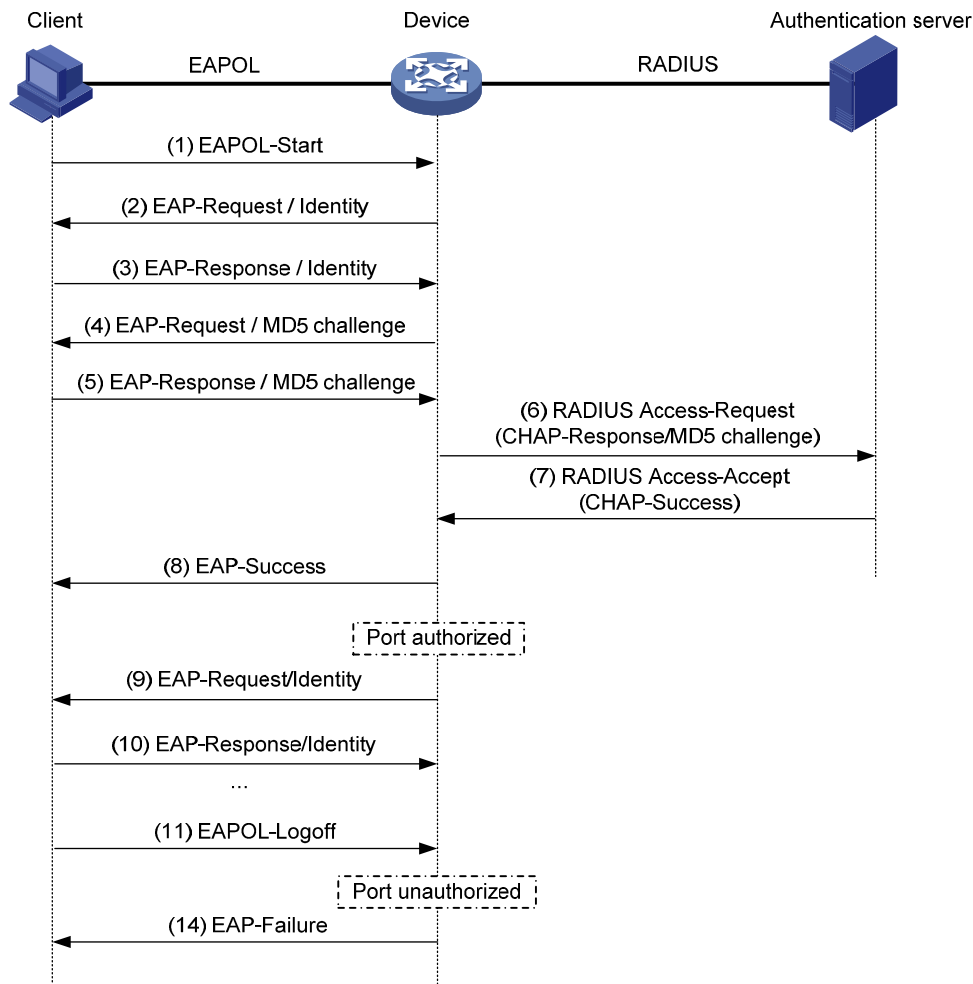 Client
Device
Authentication server
EAPOL
RADIUS
(1) EAPOL-Start
(2) EAP-Request / Identity
(3) EAP-Response / Identity
(4) EAP-Request / MD5 challenge
(5) EAP-Response / MD5 challenge
(6) RADIUS Access-Request
(CHAP-Response/MD5 challenge)
(7) RADIUS Access-Accept
(CHAP-Success)
(8) EAP-Success
Port authorized
(9) EAP-Request/Identity
(10) EAP-Response/Identity
...
(11) EAPOL-Logoff
Port unauthorized
(14) EAP-Failure